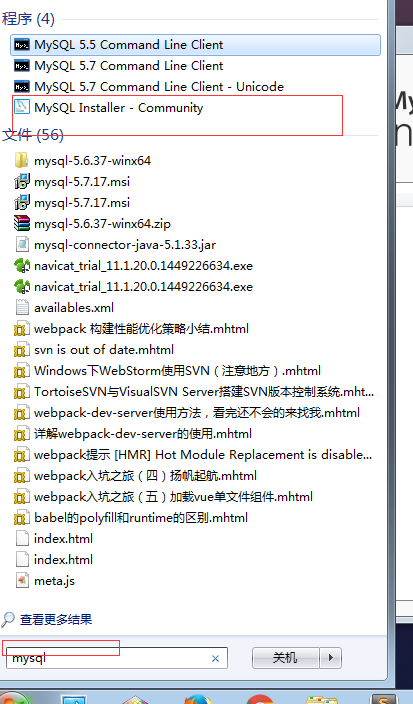 程序 (4)
MySQL 5.5 Command Line Client
MySQL 5.7 Command Line Client
MySQL 5.7 Command Line Client - Unicode
MySQL Installer - Community
文件 (56)
mysql-5.6.37-winx64
mysql-5.7.17.msi
mysql-5.7.17.msi
mysql-5.6.37-winx64.zip
mysql-connector-java-5.1.33.jar
navicat_trial_11.1.20.0.1449226634.exe
navicat_trial_11.1.20.0.1449226634.exe
availables.xml
webpack 构建性能优化策略小结.mhtml
svn is out of date.mhtml
Windows下WebStorm使用SVN（注意地方）.mhtml
TortoiseSVN与VisualSVN Server搭建SVN版本控制系统.mht...
webpack-dev-server使用方法，看完还不会的来找我.mhtml
详解webpack-dev-server的使用.mhtml
webpack提示 [HMR] Hot Module Replacement is disable...
webpack入坑之旅（四）扬帆起航.mhtml
webpack入坑之旅（五）加载vue单文件组件.mhtml
babel的polyfill和runtime的区别.mhtml
index.html
index.html
meta.js
查看更多结果
mysql
关机
My
n